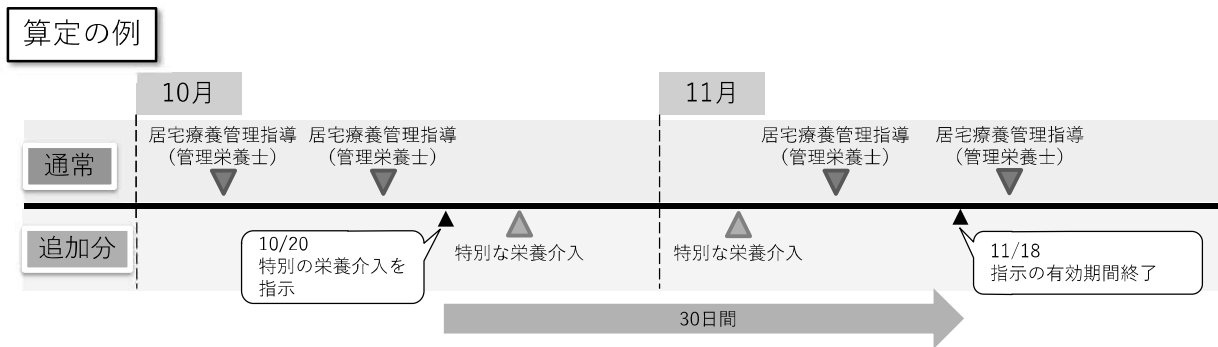 算定の例
10月
11月
通常
居宅療養管理指導
（管理栄養士）
居宅療養管理指導
（管理栄養士）
居宅療養管理指導
（管理栄養士）
居宅療養管理指導
（管理栄養士）
追加分
10/20
特別の栄養介入を
指示
特別な栄養介入
特別な栄養介入
11/18
指示の有効期間終了
30日間